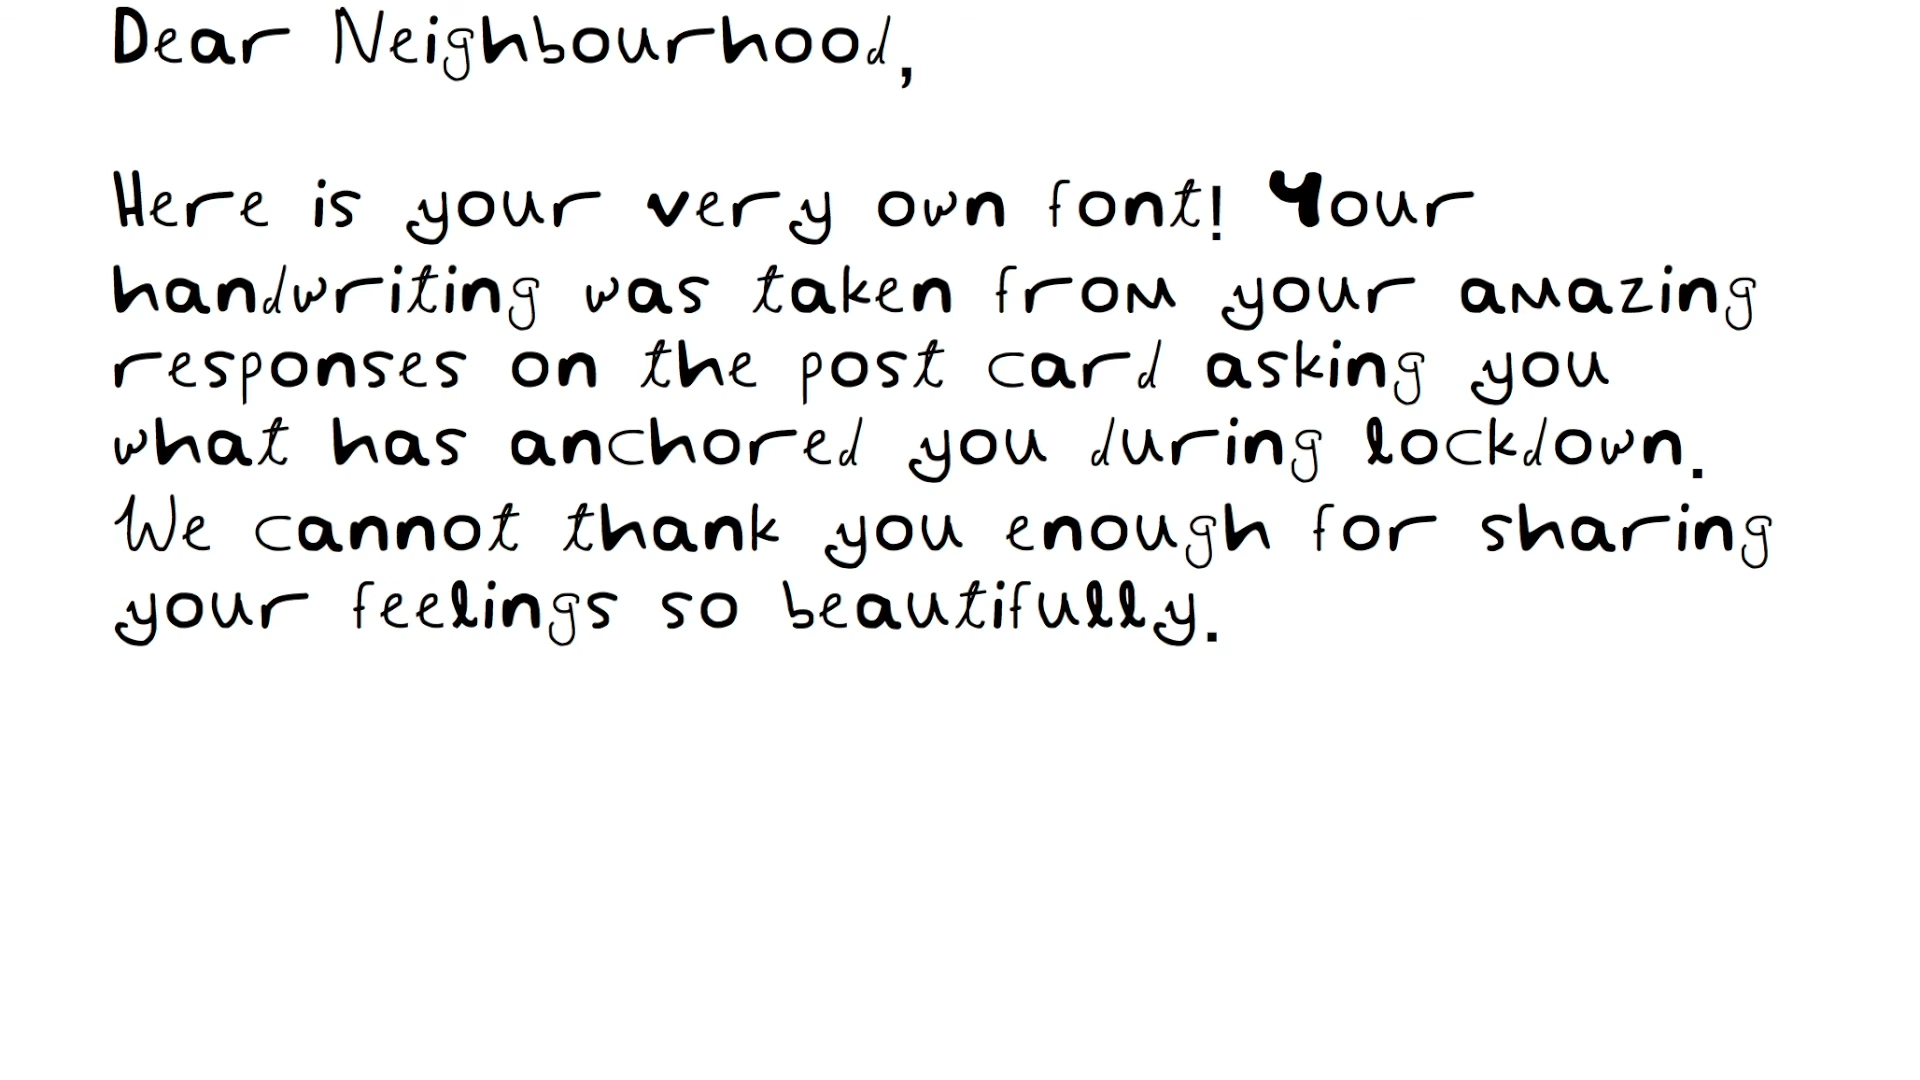 Dear Neighbourhood,
Here is your very own font! Your
handwriting was taken from your amazing
responses on the post card asking you
what has anchored you during lockdown.
We cannot thank you enough for sharing
your feelings so beautifully.